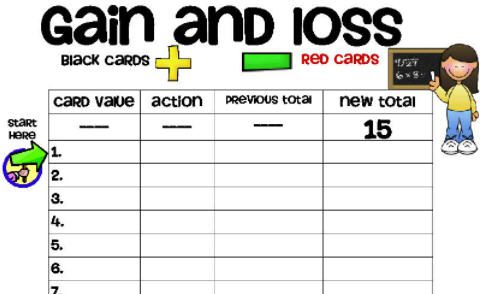 Gain and loss
Black cards + Red cards
card value action previous total new total
start
here
---- ---- ---- 15
1.
2.
3.
4.
5.
6.
7.